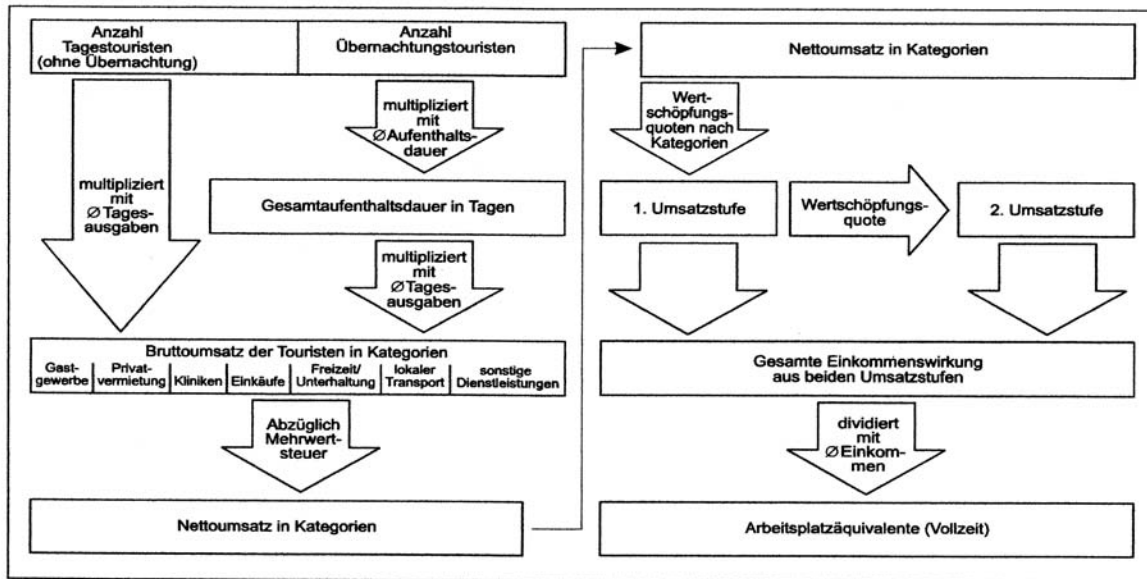 Anzahl
Tagestouristen
(ohne Übernachtung)
Anzahl
Übernachtungstouristen
multipliziert
mit
∅ Aufenthalts-
dauer
multipliziert
mit
∅ Tages-
ausgaben
Gesamtaufenthaltsdauer in Tagen
multipliziert
mit
∅ Tages-
ausgaben
Bruttoumsatz der Touristen in Kategorien
Gast-
gewerbe
Privat-
vermietung
Kliniken
Einkäufe
Freizeit/
Unterhaltung
lokaler
Transport
sonstige
Dienstleistungen
Abzüglich
Mehrwert-
steuer
Nettoumsatz in Kategorien
Nettoumsatz in Kategorien
Wert-
schöpfungs-
quoten nach
Kategorien
1. Umsatzstufe
Wertschöpfungs-
quote
2. Umsatzstufe
Gesamte Einkommenswirkung
aus beiden Umsatzstufen
dividiert
mit
∅ Einkom-
men
Arbeitsplatzäquivalente (Vollzeit)